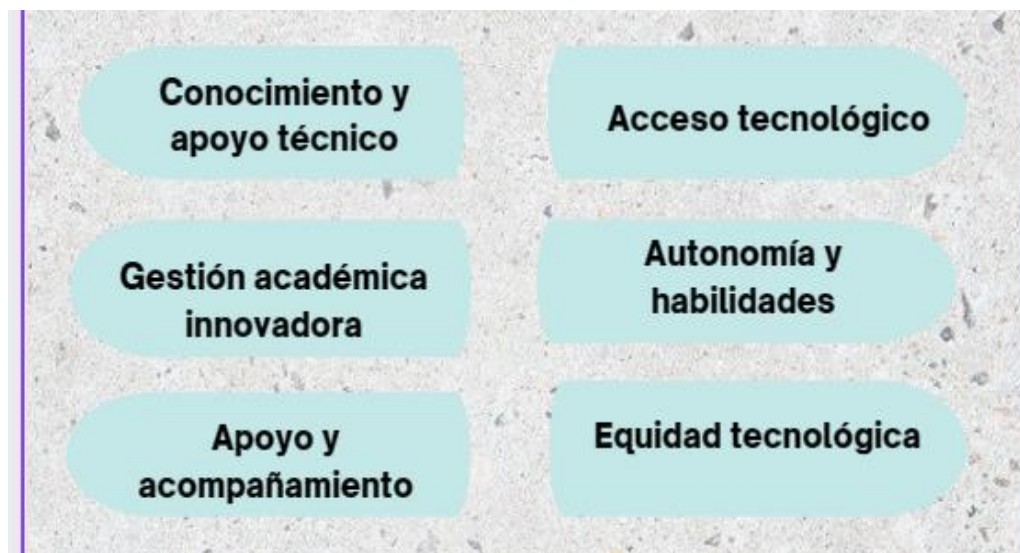 Conocimiento y
apoyo técnico
Acceso tecnológico
Gestión académica
innovadora
Autonomía y
habilidades
Apoyo y
acompañamiento
Equidad tecnológica